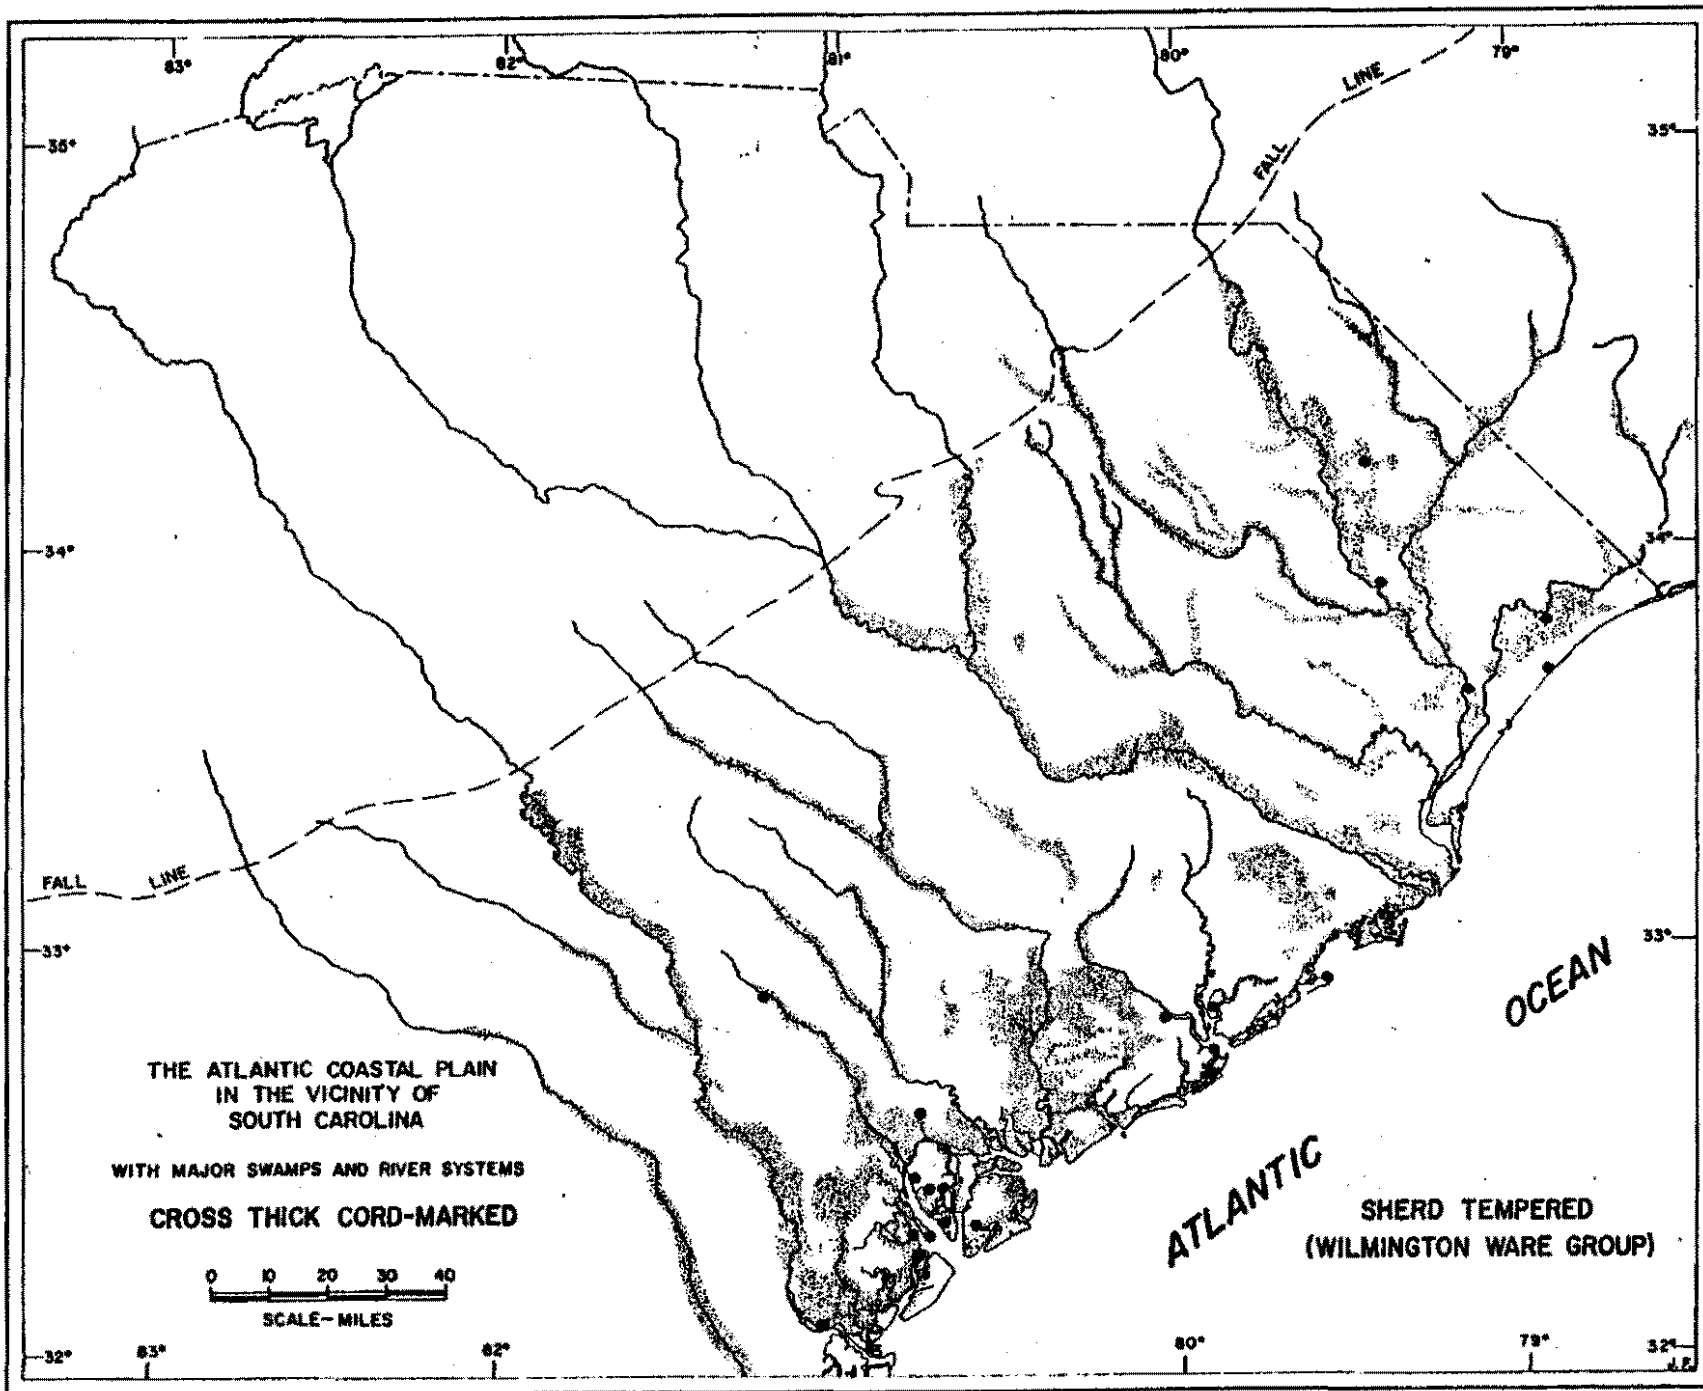 83° 82° 81° 80° 79°
LINE
FALL
35° 35°
34° 34°
FALL LINE
33° 33°
OCEAN
ATLANTIC
THE ATLANTIC COASTAL PLAIN
IN THE VICINITY OF
SOUTH CAROLINA
WITH MAJOR SWAMPS AND RIVER SYSTEMS
CROSS THICK CORD-MARKED
0 10 20 30 40
SCALE-MILES
SHERD TEMPERED
(WILMINGTON WARE GROUP)
32° 32°
83° 82° 80° 79°